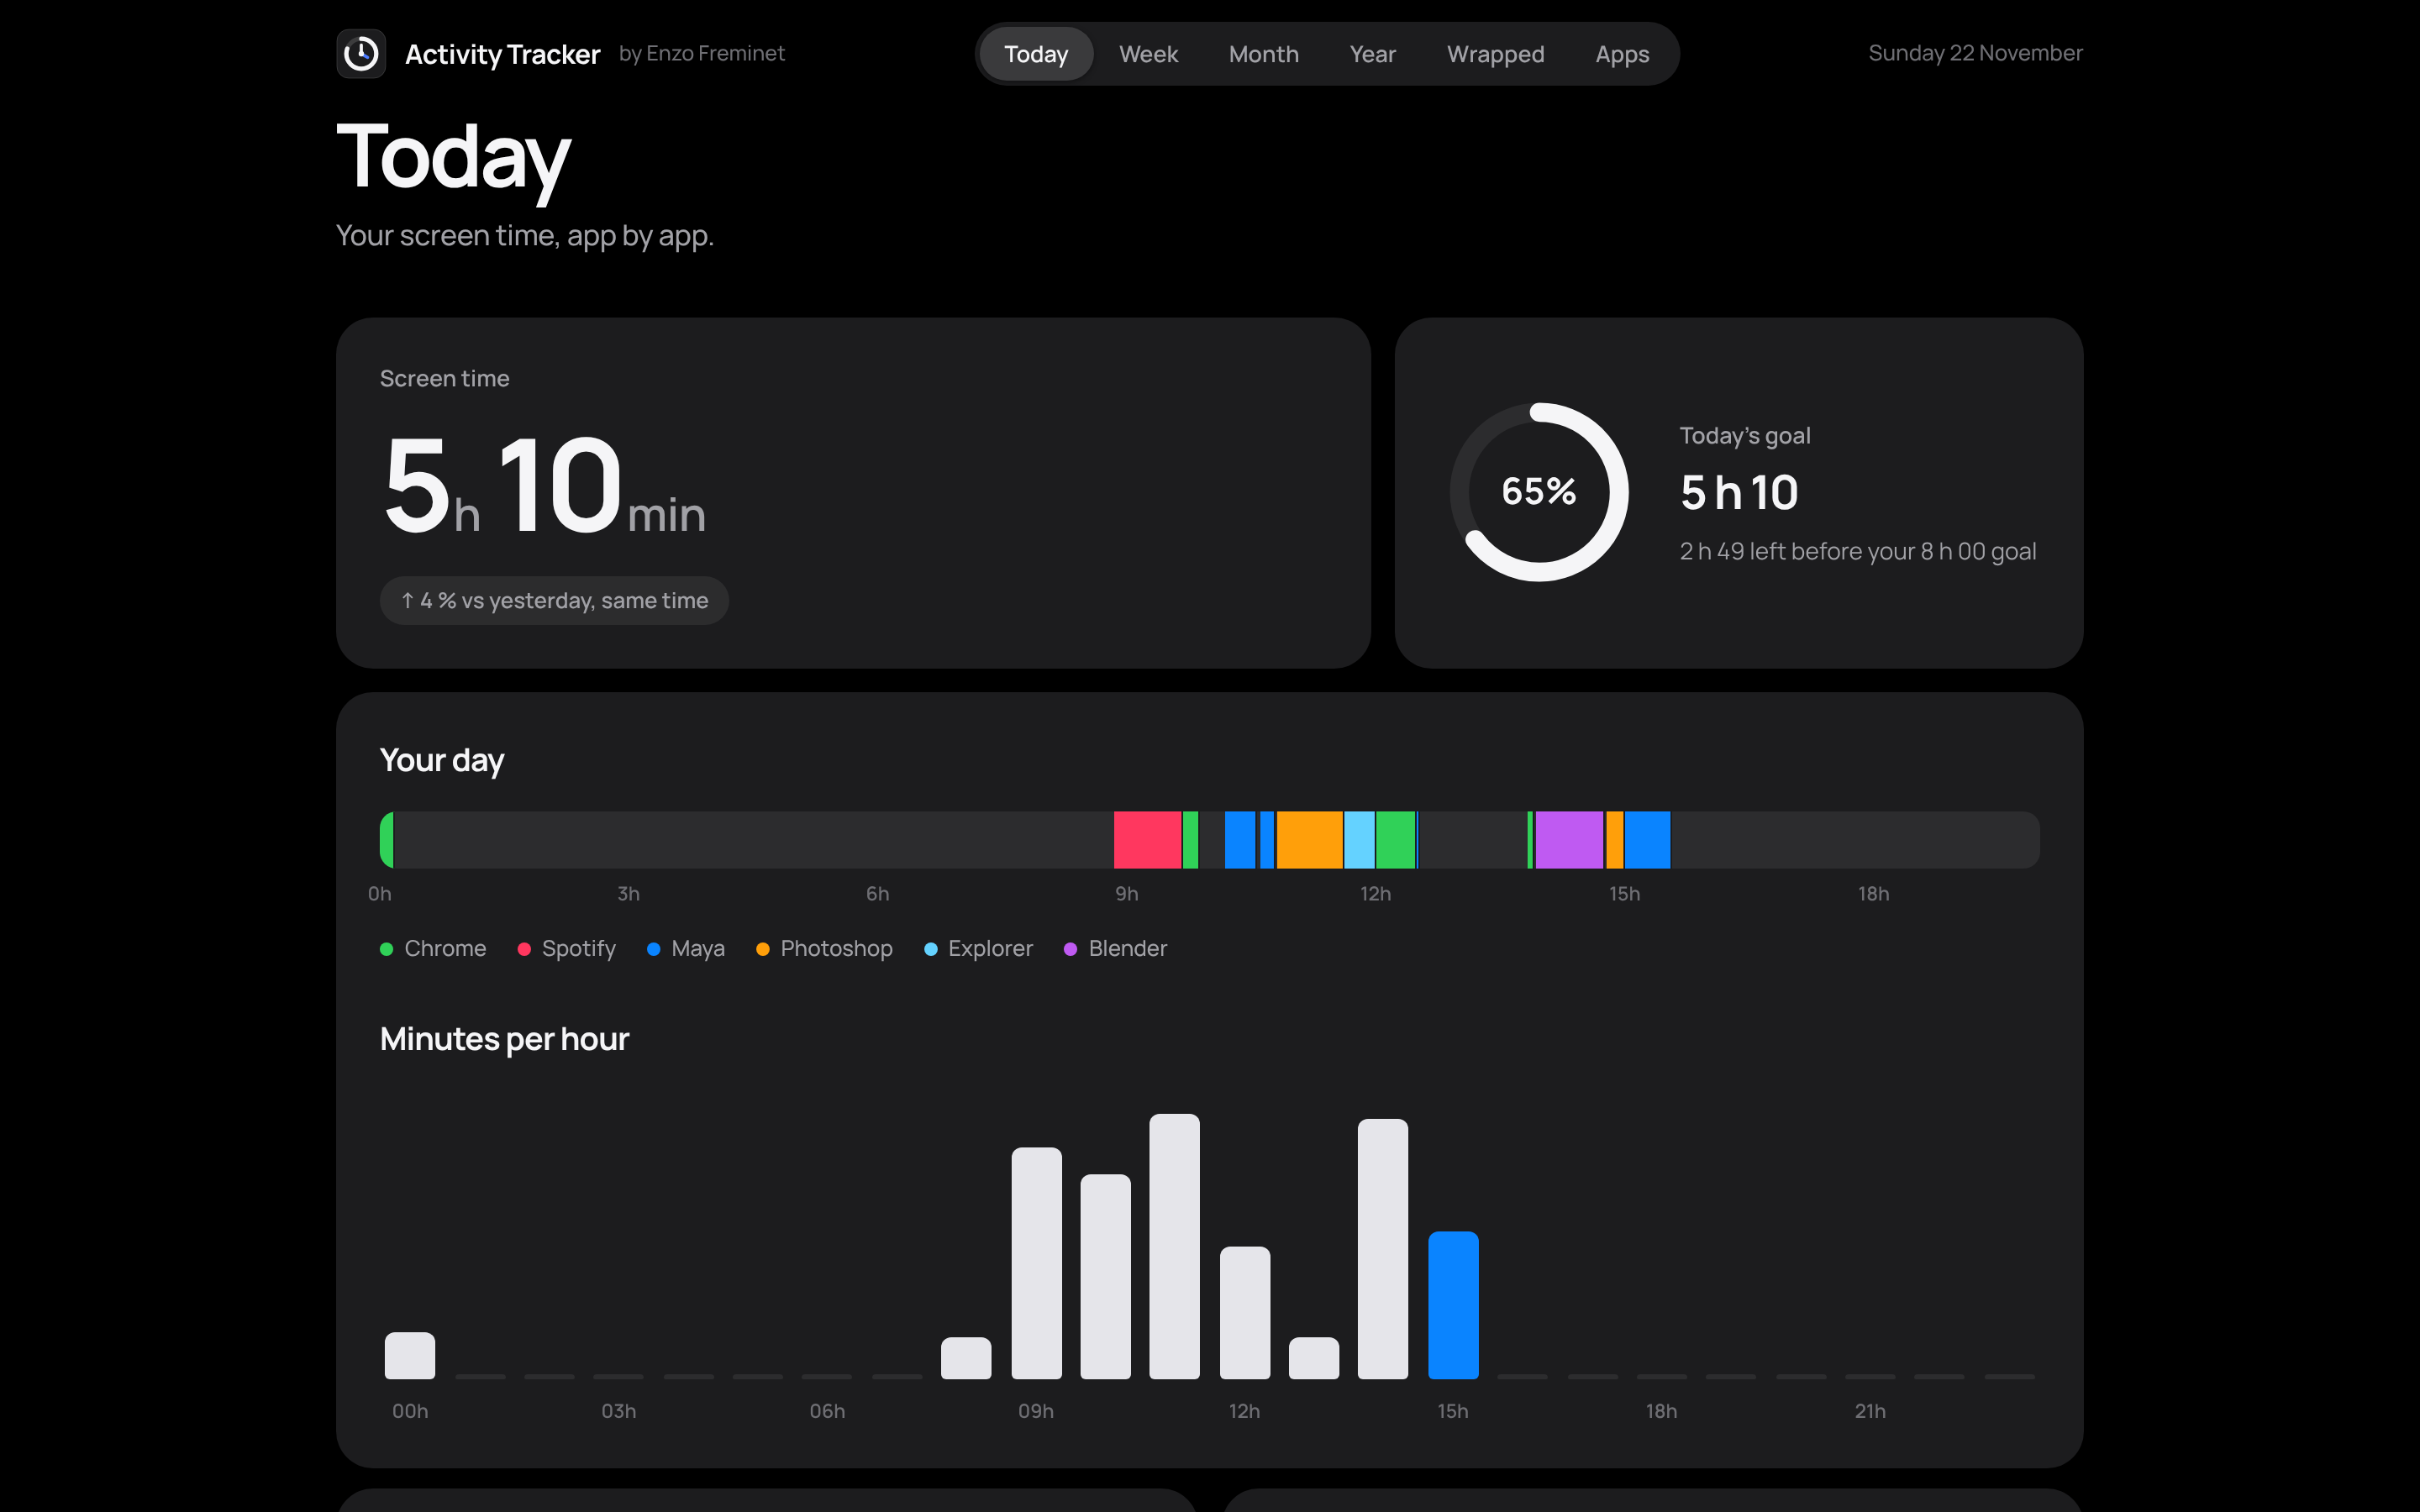 Activity Tracker by Enzo Freminet
Today Week Month Year Wrapped Apps
Sunday 22 November
Today
Your screen time, app by app.
Screen time
5h 10min
↑ 4 % vs yesterday, same time
65%
Today's goal
5 h 10
2 h 49 left before your 8 h 00 goal
Your day
0h 3h 6h 9h 12h 15h 18h
Chrome Spotify Maya Photoshop Explorer Blender
Minutes per hour
00h 03h 06h 09h 12h 15h 18h 21h